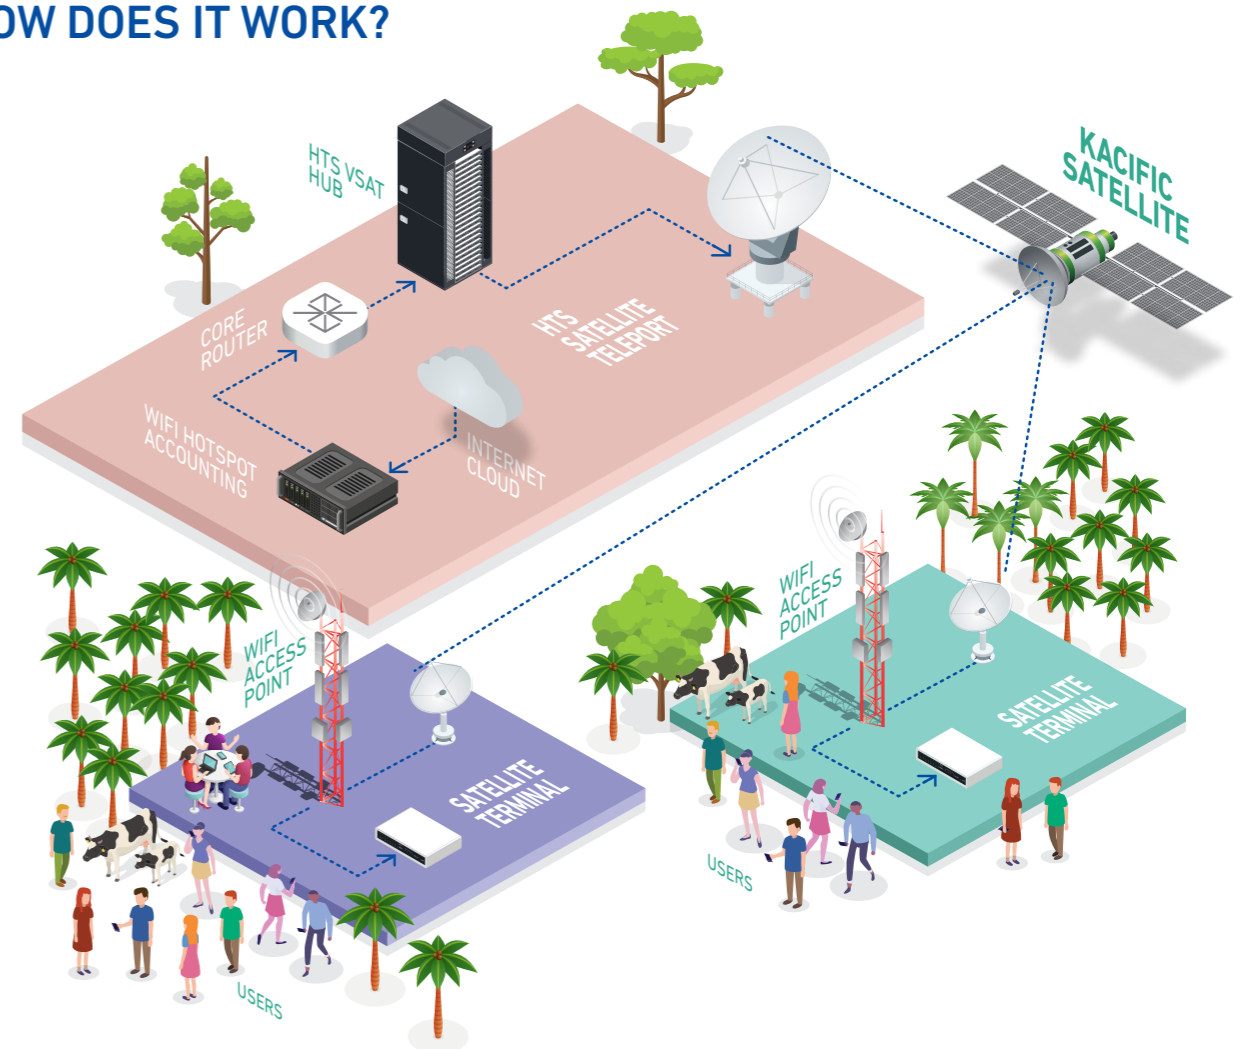 OW DOES IT WORK?
HTS VSAT
HUB
KACIFIC
SATELLITE
CORE
ROUTER
HTS
SATELLITE
TELEPORT
WIFI HOTSPOT
ACCOUNTING
INTERNET
CLOUD
WIFI
ACCESS
POINT
SATELLITE
TERMINAL
USERS
WIFI
ACCESS
POINT
SATELLITE
TERMINAL
USERS